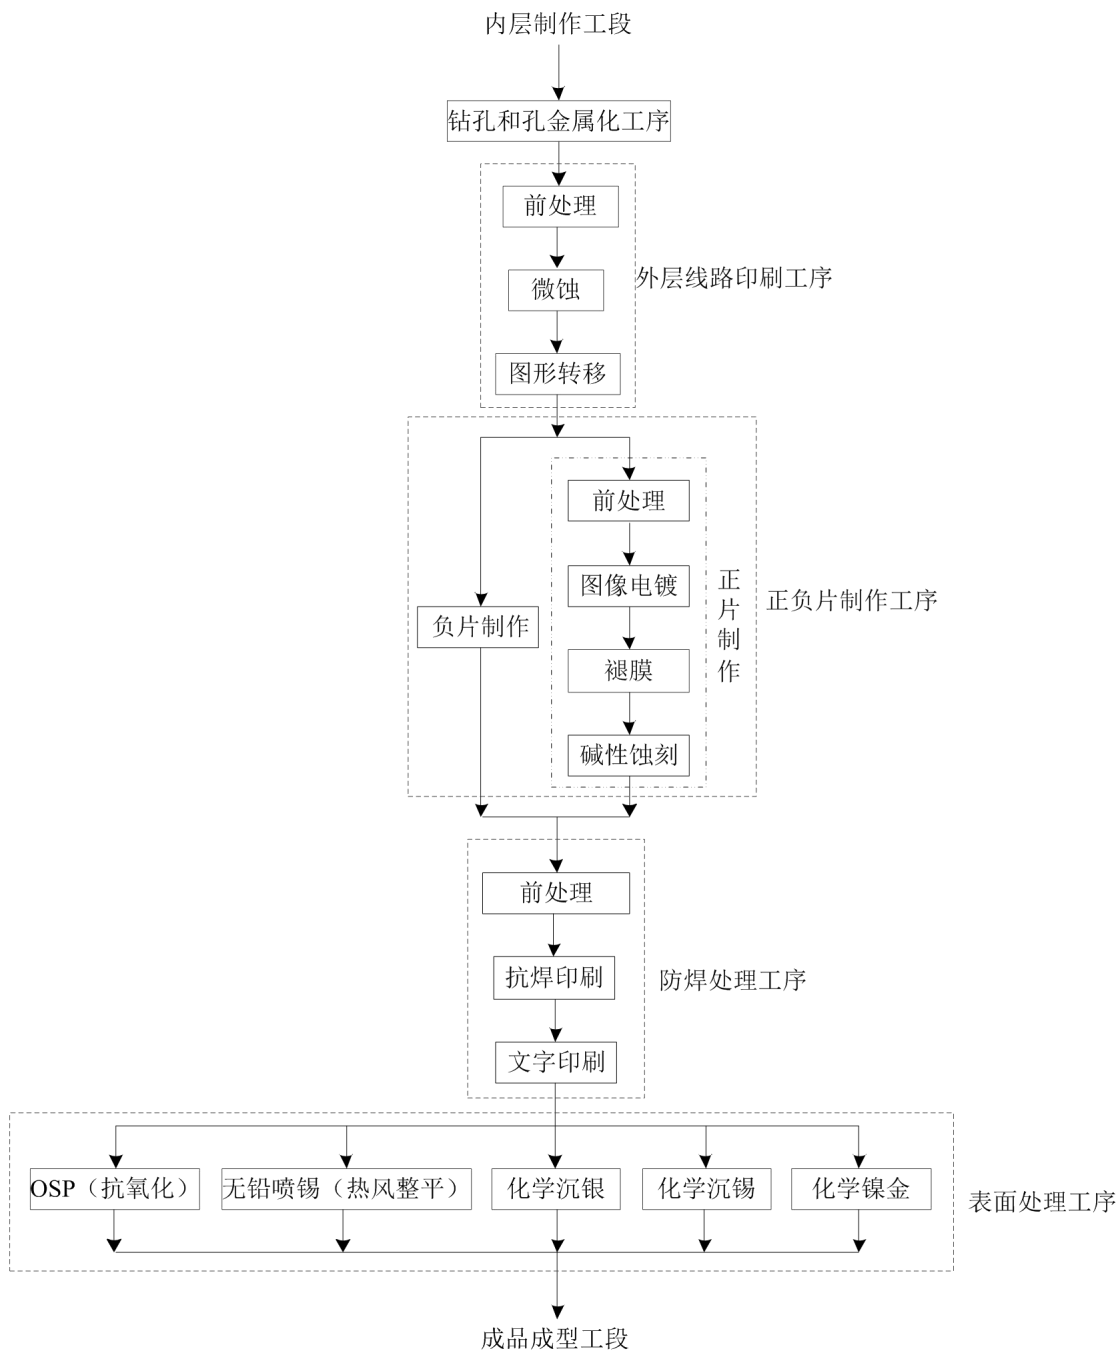 内层制作工段
钻孔和孔金属化工序
前处理
微蚀
外层线路印刷工序
图形转移
前处理
图像电镀
负片制作
褪膜
碱性蚀刻
正片制作
正负片制作工序
前处理
抗焊印刷
防焊处理工序
文字印刷
OSP（抗氧化）
无铅喷锡（热风整平）
化学沉银
化学沉锡
化学镍金
表面处理工序
成品成型工段